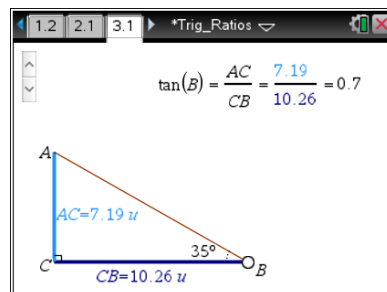 1.2 2.1 3.1 *Trig_Ratios
tan(B) = AC/CB = 7.19/10.26 = 0.7
A
AC=7.19 u
35°
C
B
CB=10.26 u